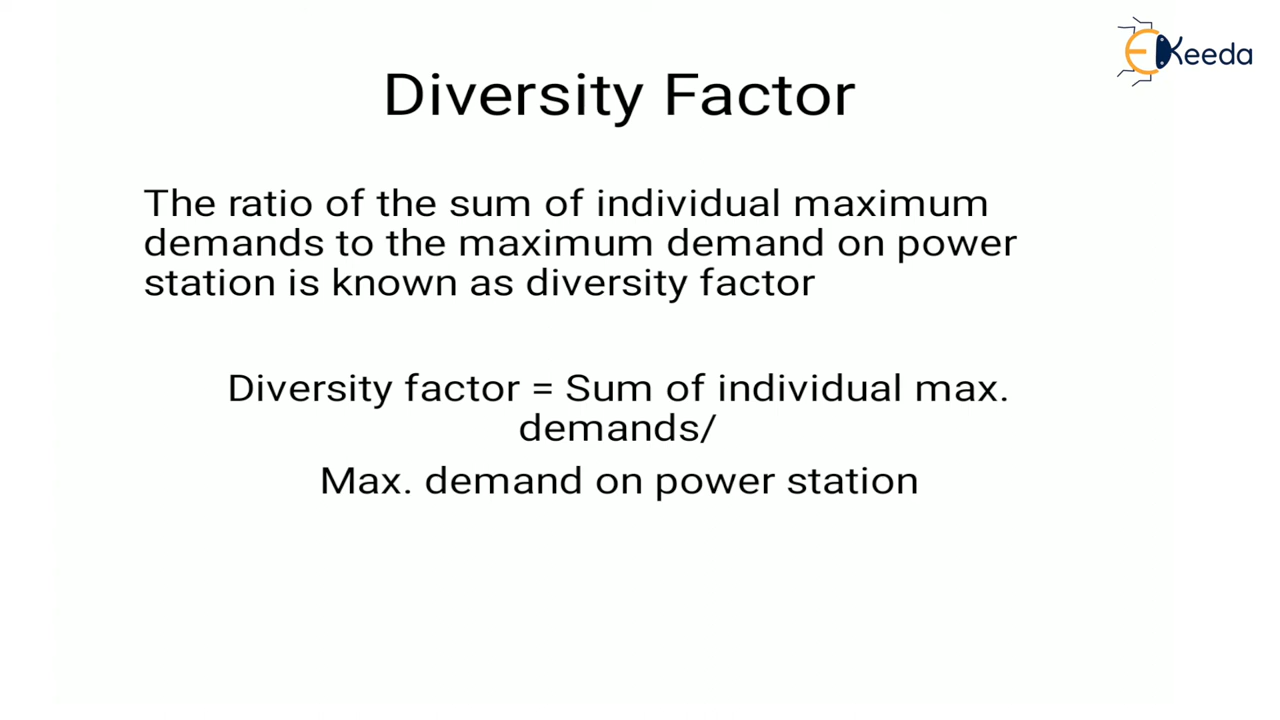 EKeeda
Diversity Factor
The ratio of the sum of individual maximum
demands to the maximum demand on power
station is known as diversity factor
Diversity factor = Sum of individual max.
demands/
Max. demand on power station